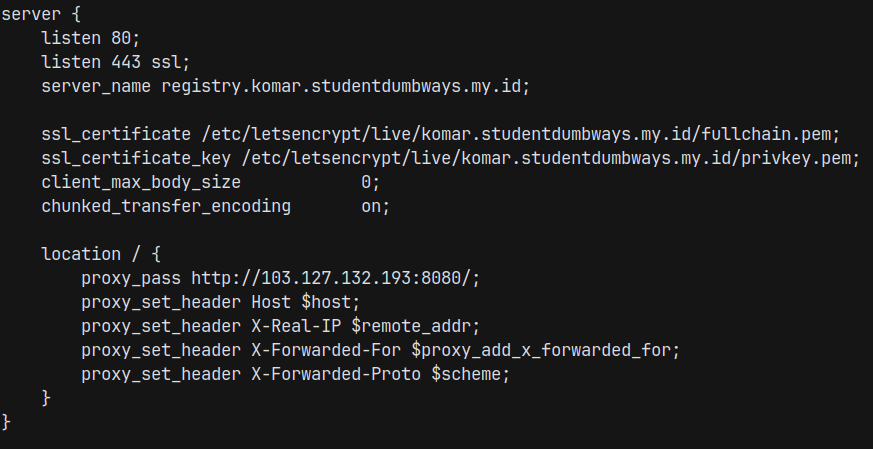 server {
    listen 80;
    listen 443 ssl;
    server_name registry.komar.studentdumbways.my.id;

    ssl_certificate /etc/letsencrypt/live/komar.studentdumbways.my.id/fullchain.pem;
    ssl_certificate_key /etc/letsencrypt/live/komar.studentdumbways.my.id/privkey.pem;
    client_max_body_size            0;
    chunked_transfer_encoding       on;

    location / {
        proxy_pass http://103.127.132.193:8080/;
        proxy_set_header Host $host;
        proxy_set_header X-Real-IP $remote_addr;
        proxy_set_header X-Forwarded-For $proxy_add_x_forwarded_for;
        proxy_set_header X-Forwarded-Proto $scheme;
    }
}